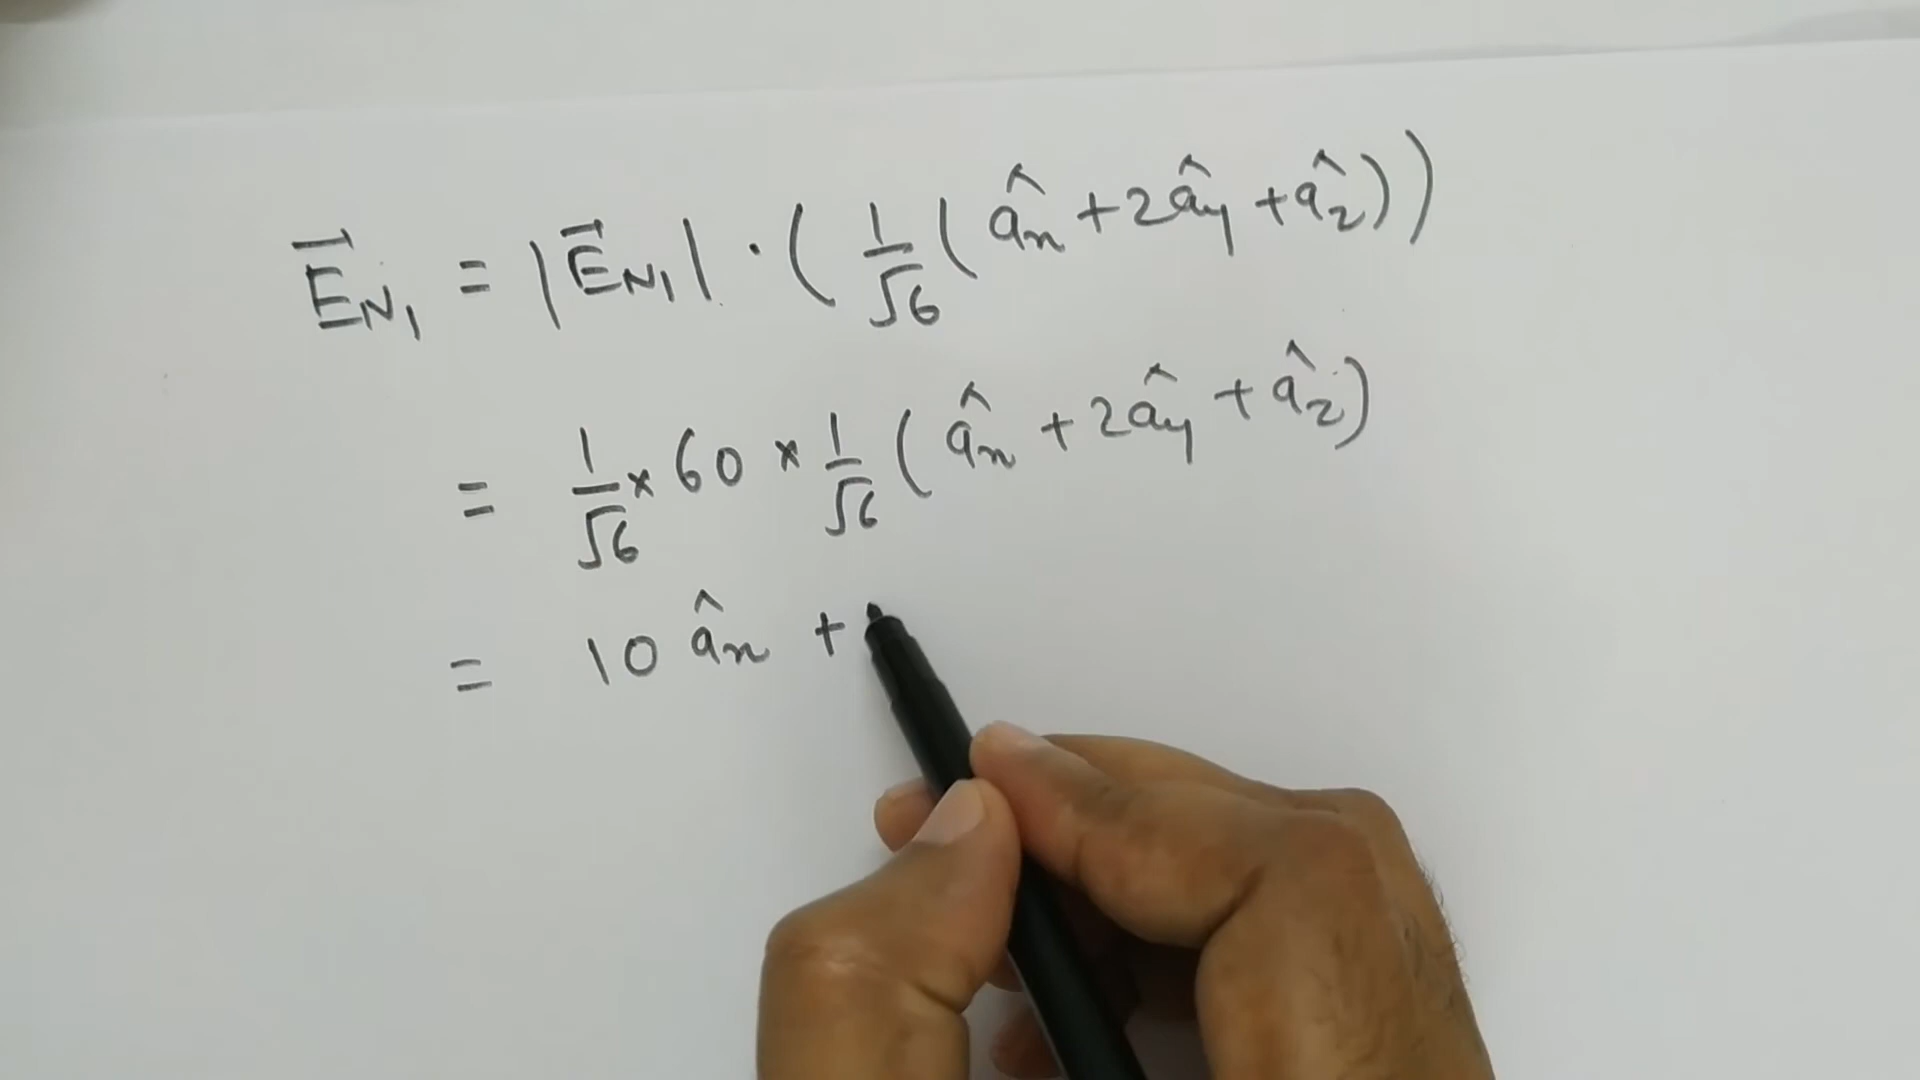 E⃗N1 = |E⃗N1| · ( 1/√6 ( âx + 2ây + âz ) )
= 1/√6 × 60 × 1/√6 ( âx + 2ây + âz )
= 10 âx +